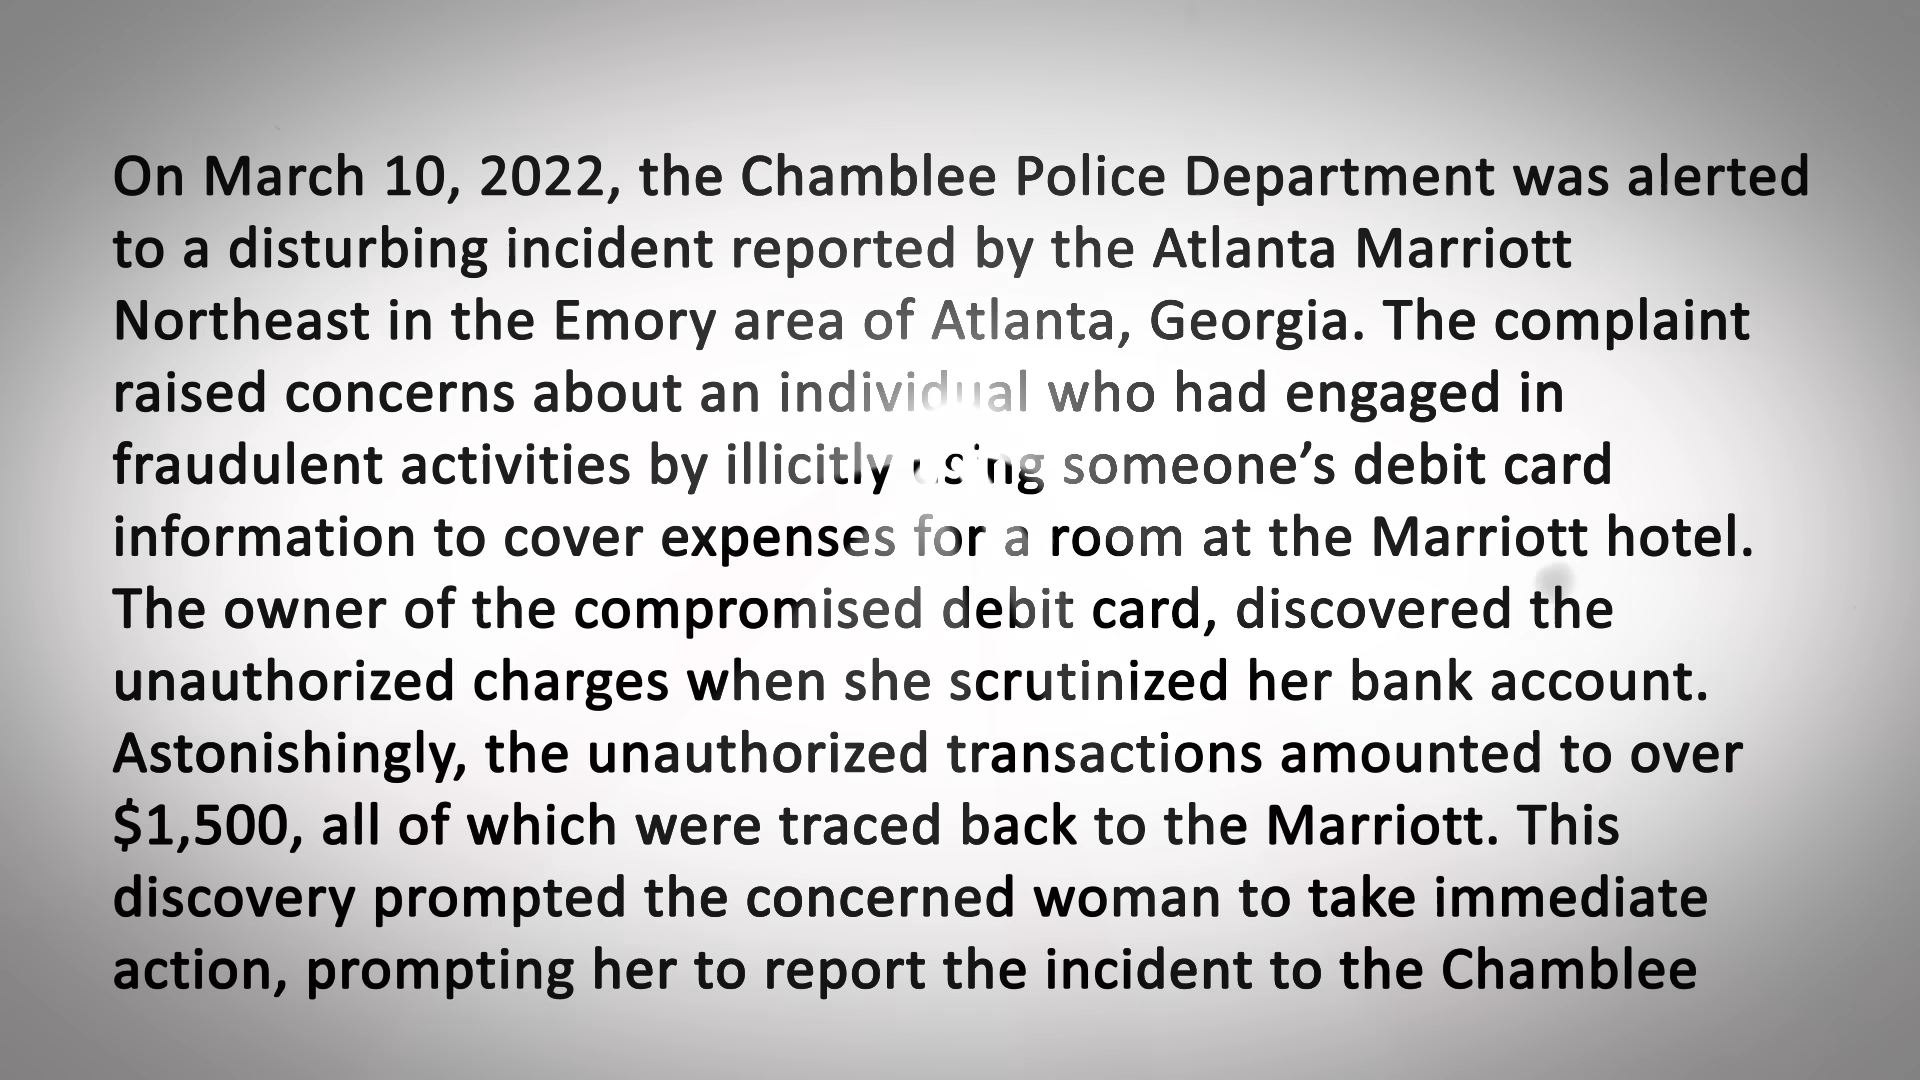 On March 10, 2022, the Chamblee Police Department was alerted
to a disturbing incident reported by the Atlanta Marriott
Northeast in the Emory area of Atlanta, Georgia. The complaint
raised concerns about an individual who had engaged in
fraudulent activities by illicitly using someone’s debit card
information to cover expenses for a room at the Marriott hotel.
The owner of the compromised debit card, discovered the
unauthorized charges when she scrutinized her bank account.
Astonishingly, the unauthorized transactions amounted to over
$1,500, all of which were traced back to the Marriott. This
discovery prompted the concerned woman to take immediate
action, prompting her to report the incident to the Chamblee